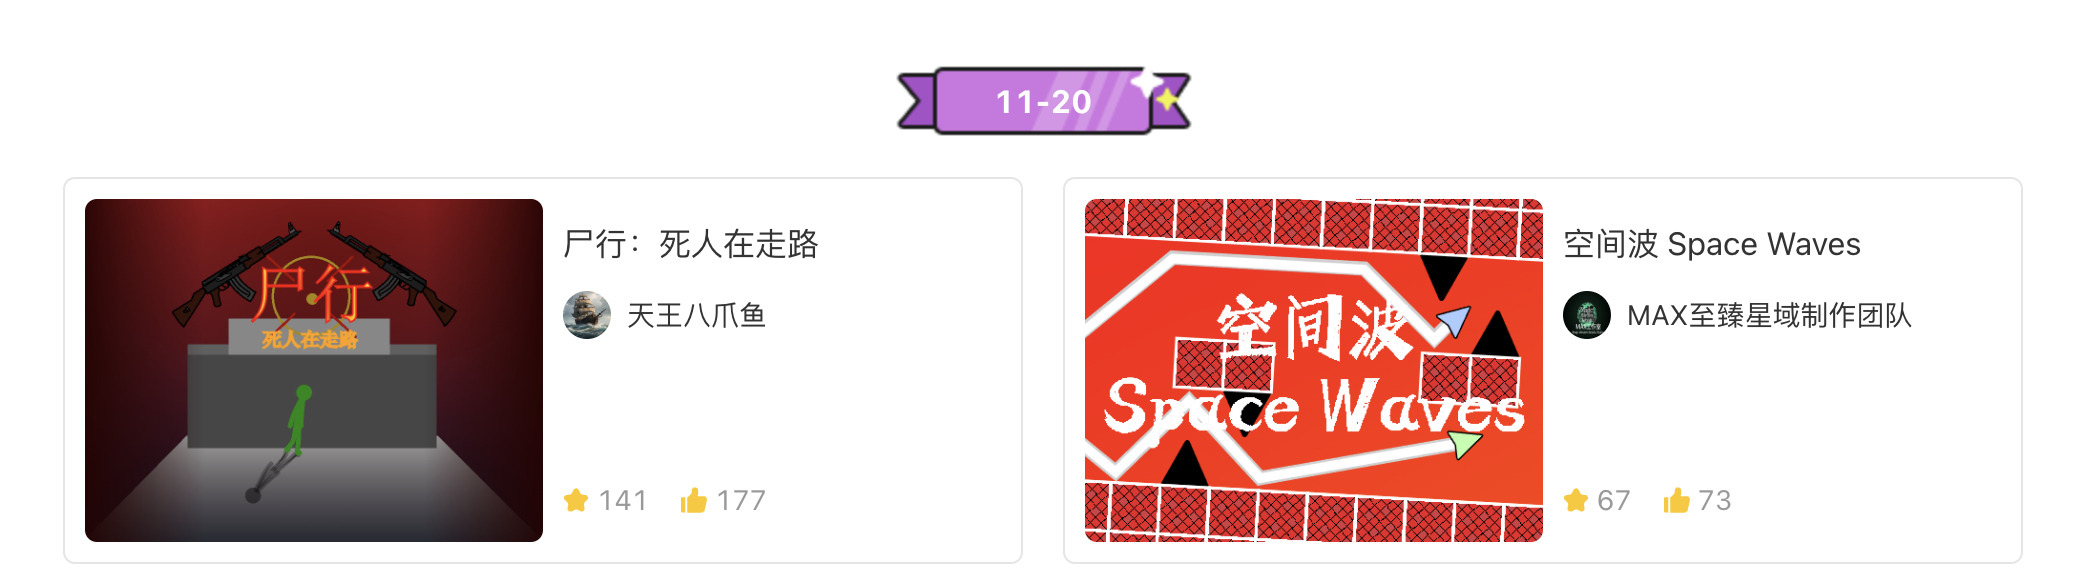 11-20
尸行
死人在走路
尸行：死人在走路
天王八爪鱼
141
177
空间波
Space Waves
空间波 Space Waves
MAX至臻星域制作团队
67
73